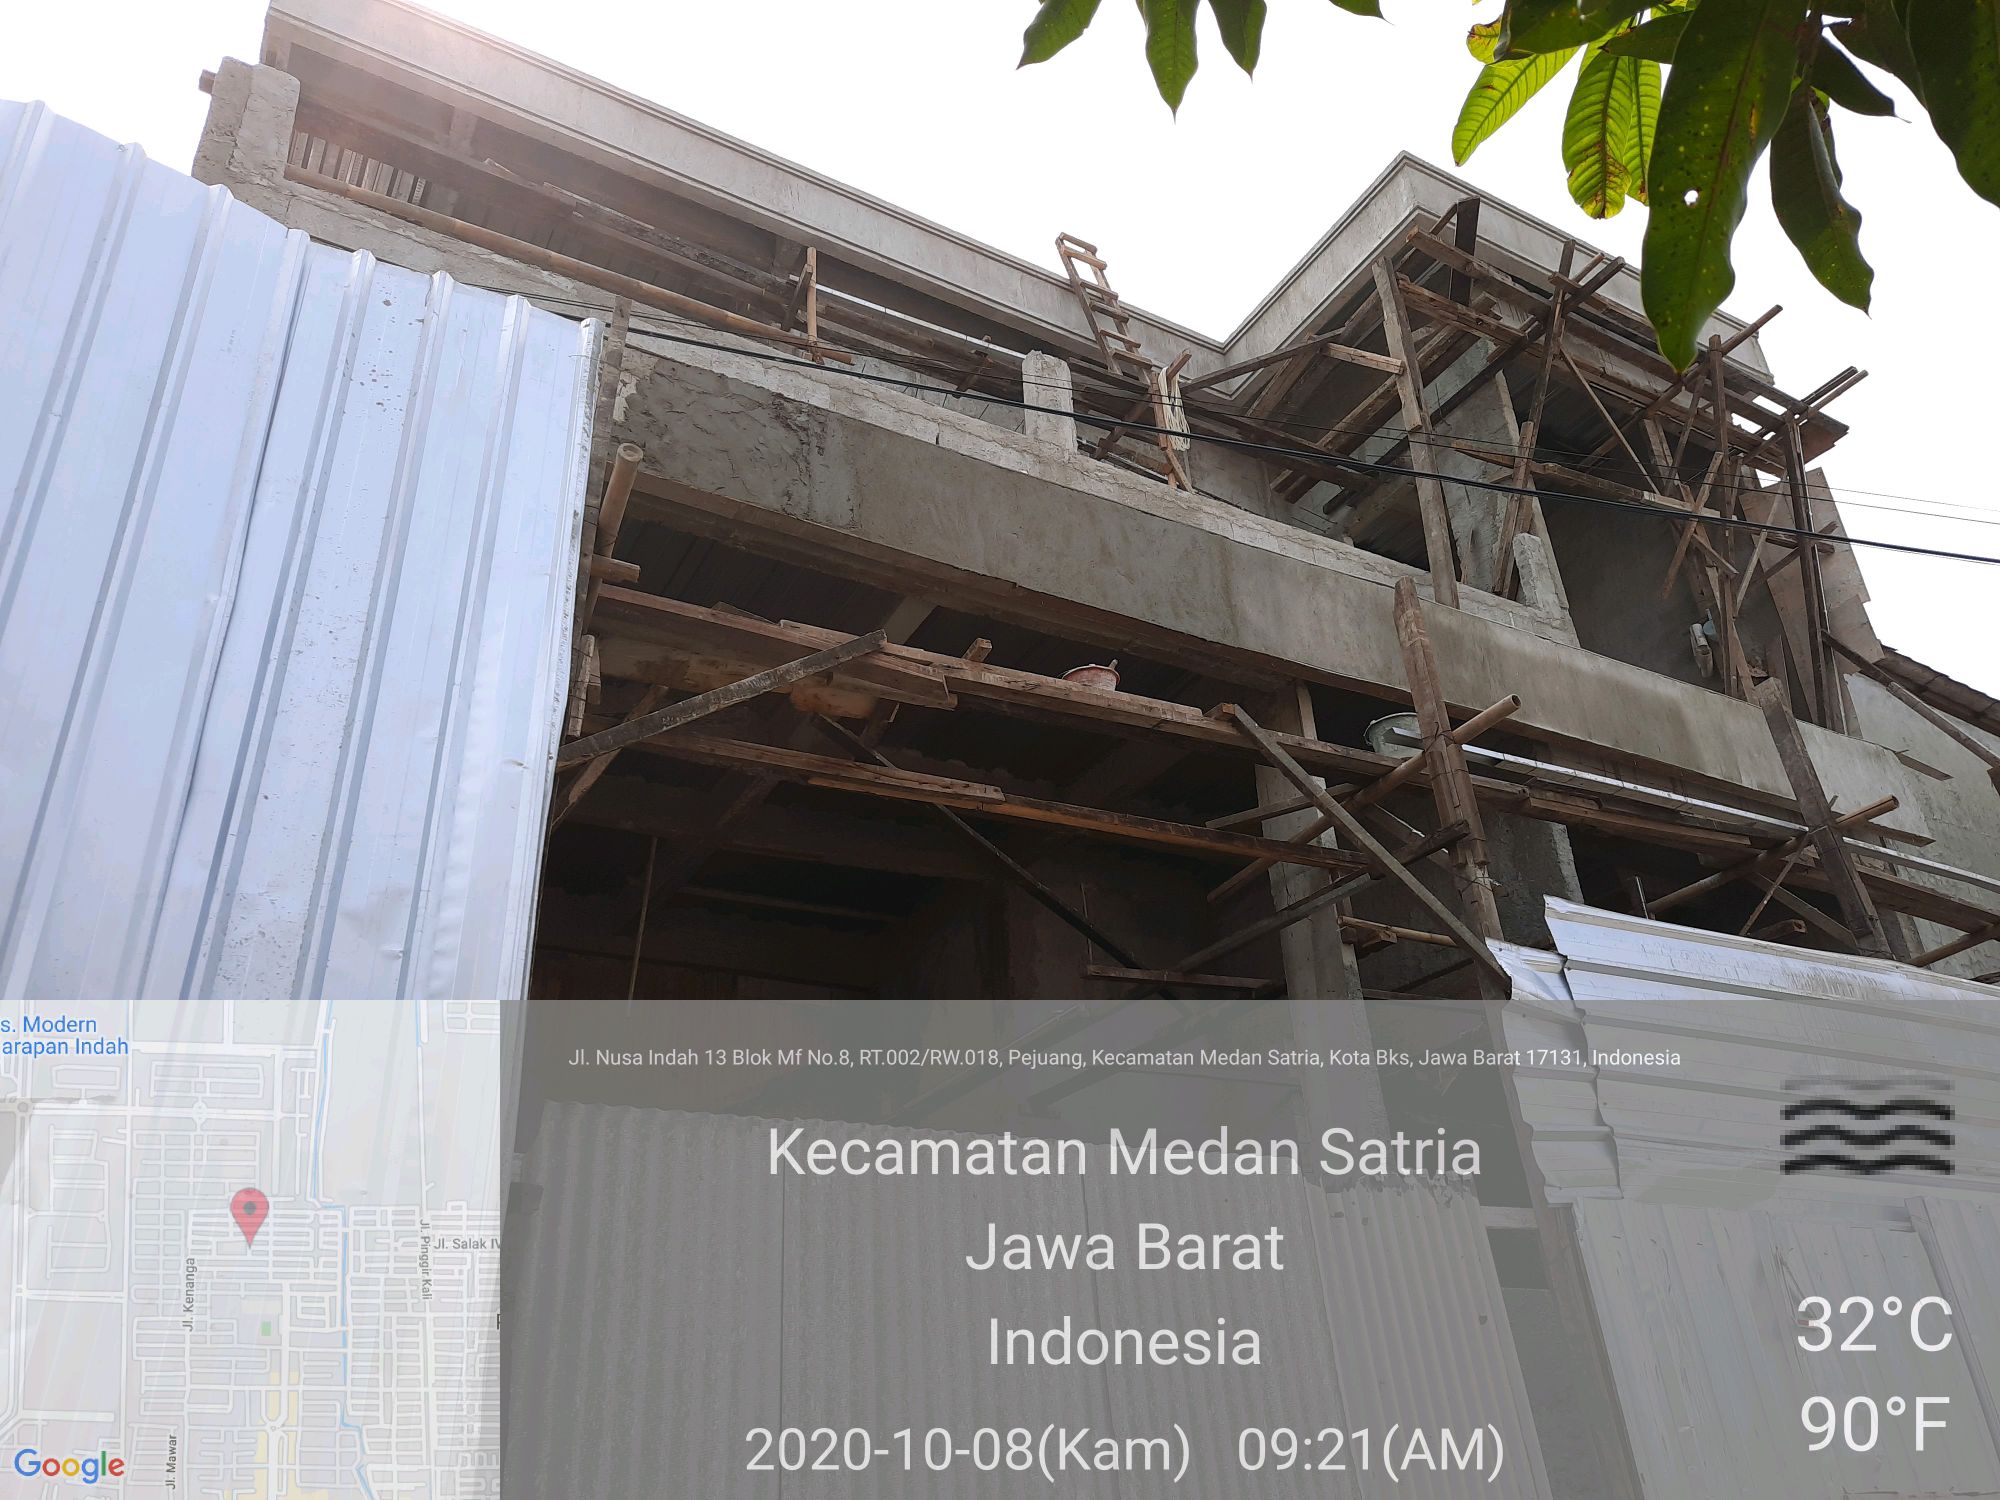 Jl. Nusa Indah 13 Blok Mf No.8, RT.002/RW.018, Pejuang, Kecamatan Medan Satria, Kota Bks, Jawa Barat 17131, Indonesia
Kecamatan Medan Satria
Jawa Barat
Indonesia
2020-10-08(Kam) 09:21(AM)
32°C
90°F
s. Modern
arapan Indah
Jl. Salak IV
Jl. Pinggir Kali
Jl. Kenanga
Jl. Mawar
Google